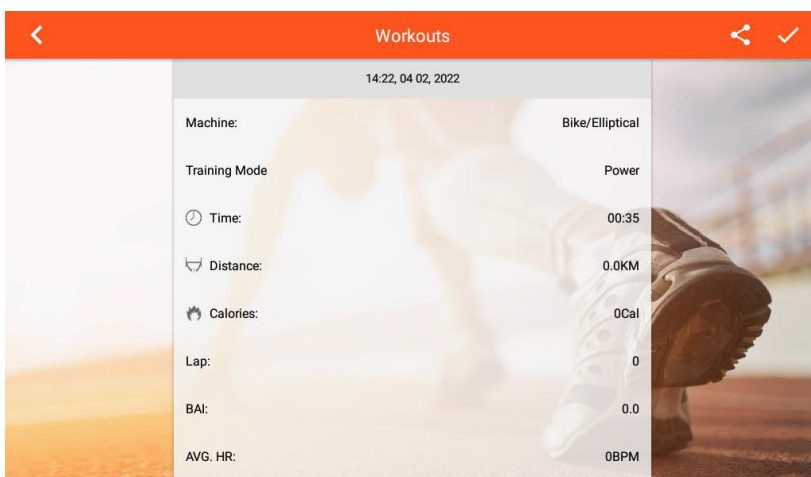 Workouts
14:22, 04 02, 2022
Machine: Bike/Elliptical
Training Mode Power
Time: 00:35
Distance: 0.0KM
Calories: 0Cal
Lap: 0
BAI: 0.0
AVG. HR: 0BPM